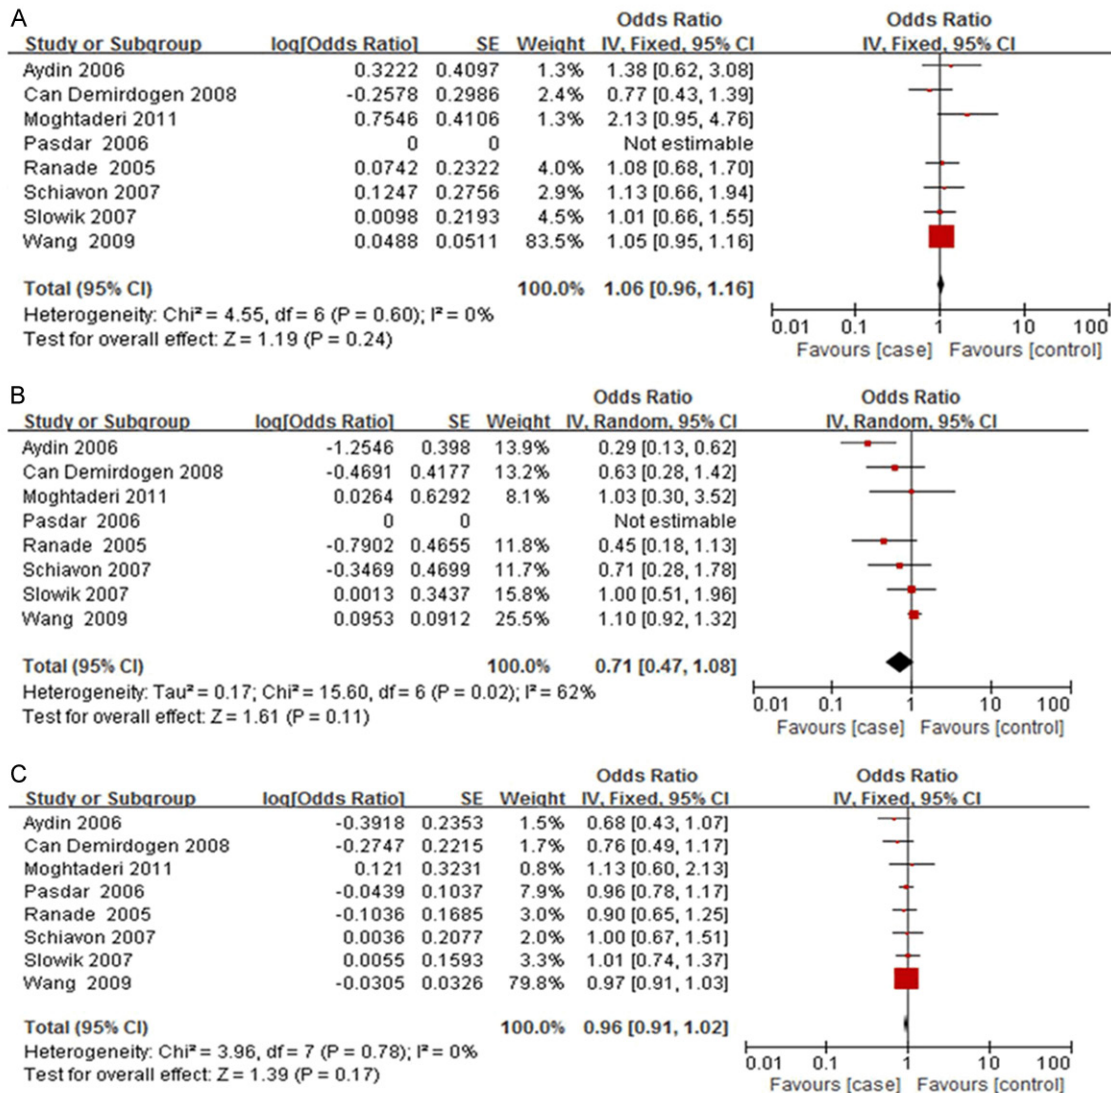 A
Odds Ratio Odds Ratio
Study or Subgroup log[Odds Ratio] SE Weight IV, Fixed, 95% CI IV, Fixed, 95% CI
Aydin 2006 0.3222 0.4097 1.3% 1.38 [0.62, 3.08]
Can Demirdogen 2008 -0.2578 0.2986 2.4% 0.77 [0.43, 1.39]
Moghtaderi 2011 0.7546 0.4106 1.3% 2.13 [0.95, 4.76]
Pasdar 2006 0 0 Not estimable
Ranade 2005 0.0742 0.2322 4.0% 1.08 [0.68, 1.70]
Schiavon 2007 0.1247 0.2756 2.9% 1.13 [0.66, 1.94]
Slowik 2007 0.0098 0.2193 4.5% 1.01 [0.66, 1.55]
Wang 2009 0.0488 0.0511 83.5% 1.05 [0.95, 1.16]
Total (95% CI) 100.0% 1.06 [0.96, 1.16]
Heterogeneity: Chi² = 4.55, df = 6 (P = 0.60); I² = 0%
Test for overall effect: Z = 1.19 (P = 0.24)
0.01 0.1 1 10 100
Favours [case] Favours [control]
B
Odds Ratio Odds Ratio
Study or Subgroup log[Odds Ratio] SE Weight IV, Random, 95% CI IV, Random, 95% CI
Aydin 2006 -1.2546 0.398 13.9% 0.29 [0.13, 0.62]
Can Demirdogen 2008 -0.4691 0.4177 13.2% 0.63 [0.28, 1.42]
Moghtaderi 2011 0.0264 0.6292 8.1% 1.03 [0.30, 3.52]
Pasdar 2006 0 0 Not estimable
Ranade 2005 -0.7902 0.4655 11.8% 0.45 [0.18, 1.13]
Schiavon 2007 -0.3469 0.4699 11.7% 0.71 [0.28, 1.78]
Slowik 2007 0.0013 0.3437 15.8% 1.00 [0.51, 1.96]
Wang 2009 0.0953 0.0912 25.5% 1.10 [0.92, 1.32]
Total (95% CI) 100.0% 0.71 [0.47, 1.08]
Heterogeneity: Tau² = 0.17; Chi² = 15.60, df = 6 (P = 0.02); I² = 62%
Test for overall effect: Z = 1.61 (P = 0.11)
0.01 0.1 1 10 100
Favours [case] Favours [control]
C
Odds Ratio Odds Ratio
Study or Subgroup log[Odds Ratio] SE Weight IV, Fixed, 95% CI IV, Fixed, 95% CI
Aydin 2006 -0.3918 0.2353 1.5% 0.68 [0.43, 1.07]
Can Demirdogen 2008 -0.2747 0.2215 1.7% 0.76 [0.49, 1.17]
Moghtaderi 2011 0.121 0.3231 0.8% 1.13 [0.60, 2.13]
Pasdar 2006 -0.0439 0.1037 7.9% 0.96 [0.78, 1.17]
Ranade 2005 -0.1036 0.1685 3.0% 0.90 [0.65, 1.25]
Schiavon 2007 0.0036 0.2077 2.0% 1.00 [0.67, 1.51]
Slowik 2007 0.0055 0.1593 3.3% 1.01 [0.74, 1.37]
Wang 2009 -0.0305 0.0326 79.8% 0.97 [0.91, 1.03]
Total (95% CI) 100.0% 0.96 [0.91, 1.02]
Heterogeneity: Chi² = 3.96, df = 7 (P = 0.78); I² = 0%
Test for overall effect: Z = 1.39 (P = 0.17)
0.01 0.1 1 10 100
Favours [case] Favours [control]